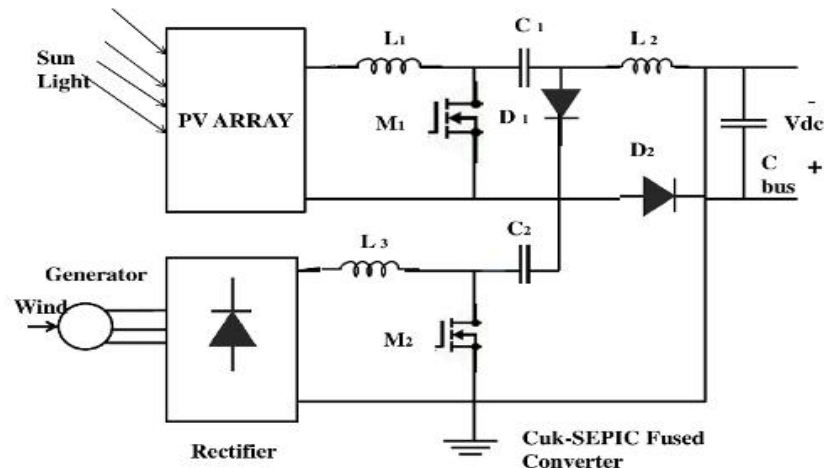 Sun
Light
PV ARRAY
L1
C 1
L 2
M1
D 1
-
Vdc
D2
C
bus
+
Generator
Wind
L 3
C2
M2
Rectifier
Cuk-SEPIC Fused
Converter